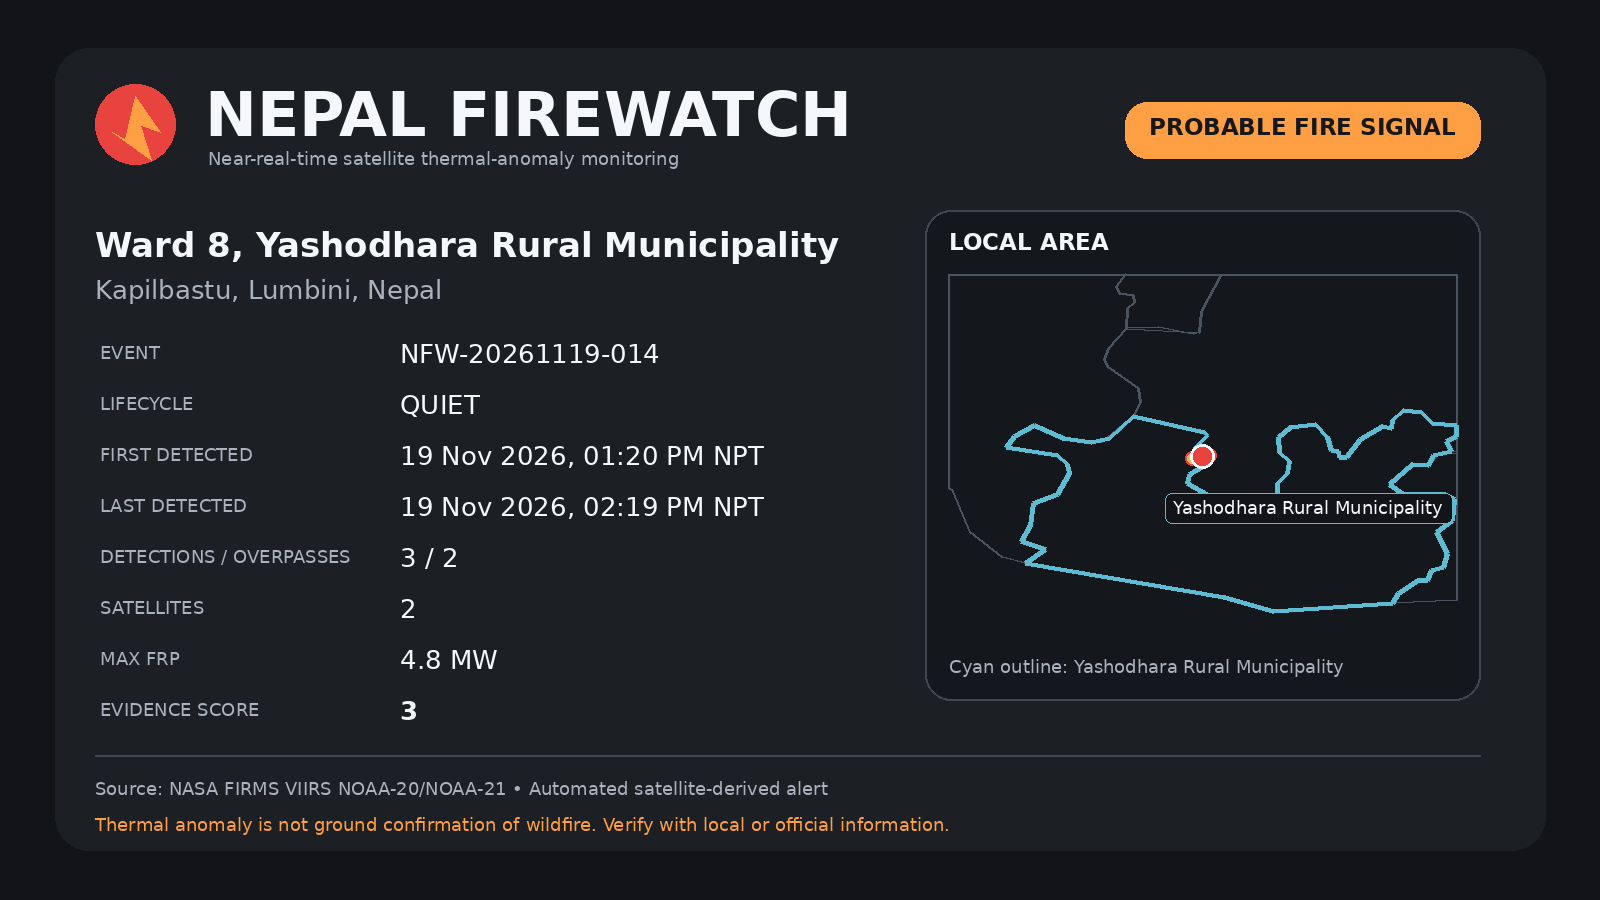 NEPAL FIREWATCH
Near-real-time satellite thermal-anomaly monitoring
PROBABLE FIRE SIGNAL
Ward 8, Yashodhara Rural Municipality
Kapilbastu, Lumbini, Nepal
EVENT NFW-20261119-014
LIFECYCLE QUIET
FIRST DETECTED 19 Nov 2026, 01:20 PM NPT
LAST DETECTED 19 Nov 2026, 02:19 PM NPT
DETECTIONS / OVERPASSES 3 / 2
SATELLITES 2
MAX FRP 4.8 MW
EVIDENCE SCORE 3
LOCAL AREA
Yashodhara Rural Municipality
Cyan outline: Yashodhara Rural Municipality
Source: NASA FIRMS VIIRS NOAA-20/NOAA-21 • Automated satellite-derived alert
Thermal anomaly is not ground confirmation of wildfire. Verify with local or official information.